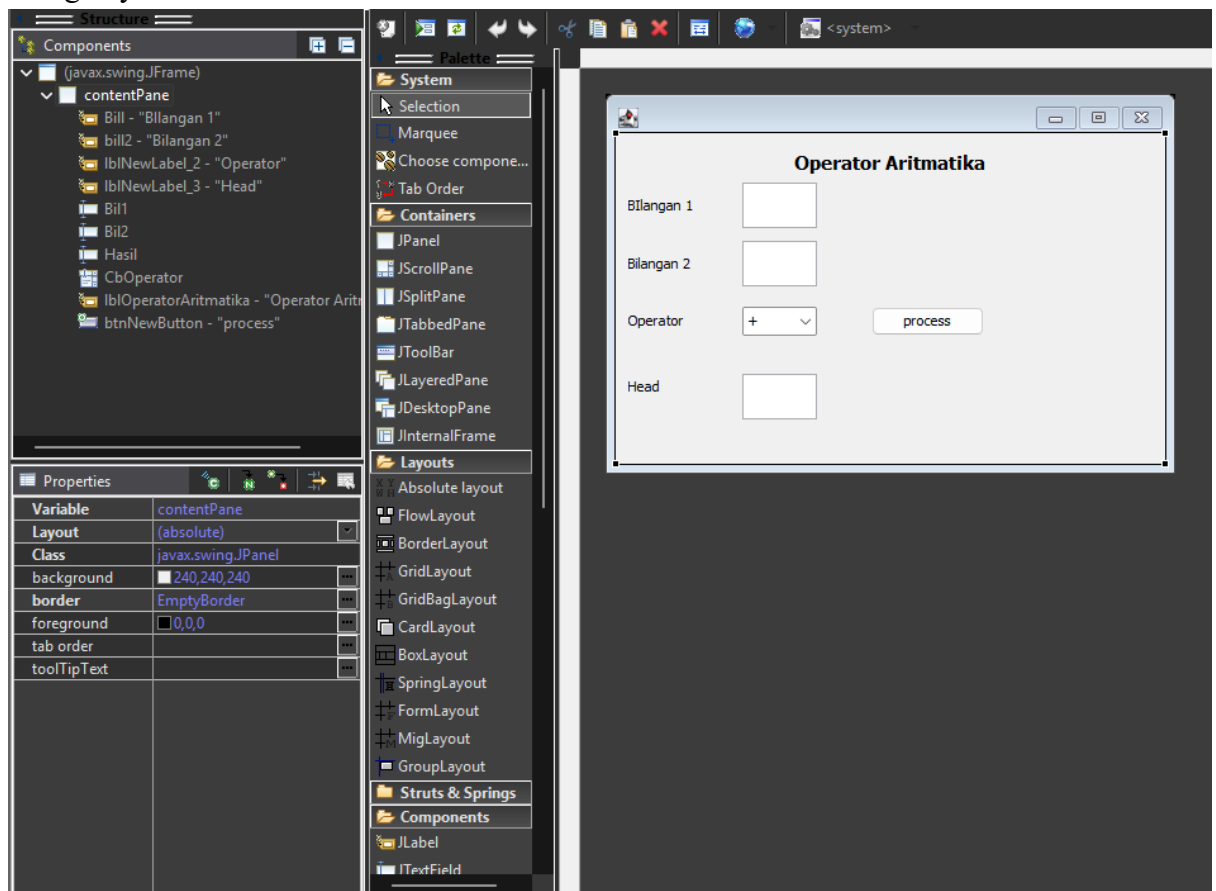 Structure
Components
(javax.swing.JFrame)
contentPane
Bill - "BIlangan 1"
bill2 - "Bilangan 2"
lblNewLabel_2 - "Operator"
lblNewLabel_3 - "Head"
Bil1
Bil2
Hasil
CbOperator
lblOperatorAritmatika - "Operator Aritr
btnNewButton - "process"
Properties
Variable contentPane
Layout (absolute)
Class javax.swing.JPanel
background 240,240,240
border EmptyBorder
foreground 0,0,0
tab order
toolTipText
<system>
Palette
System
Selection
Marquee
Choose compone...
Tab Order
Containers
JPanel
JScrollPane
JSplitPane
JTabbedPane
JToolBar
JLayeredPane
JDesktopPane
JInternalFrame
Layouts
Absolute layout
FlowLayout
BorderLayout
GridLayout
GridBagLayout
CardLayout
BoxLayout
SpringLayout
FormLayout
MigLayout
GroupLayout
Struts & Springs
Components
JLabel
JTextField
Operator Aritmatika
BIlangan 1
Bilangan 2
Operator + process
Head